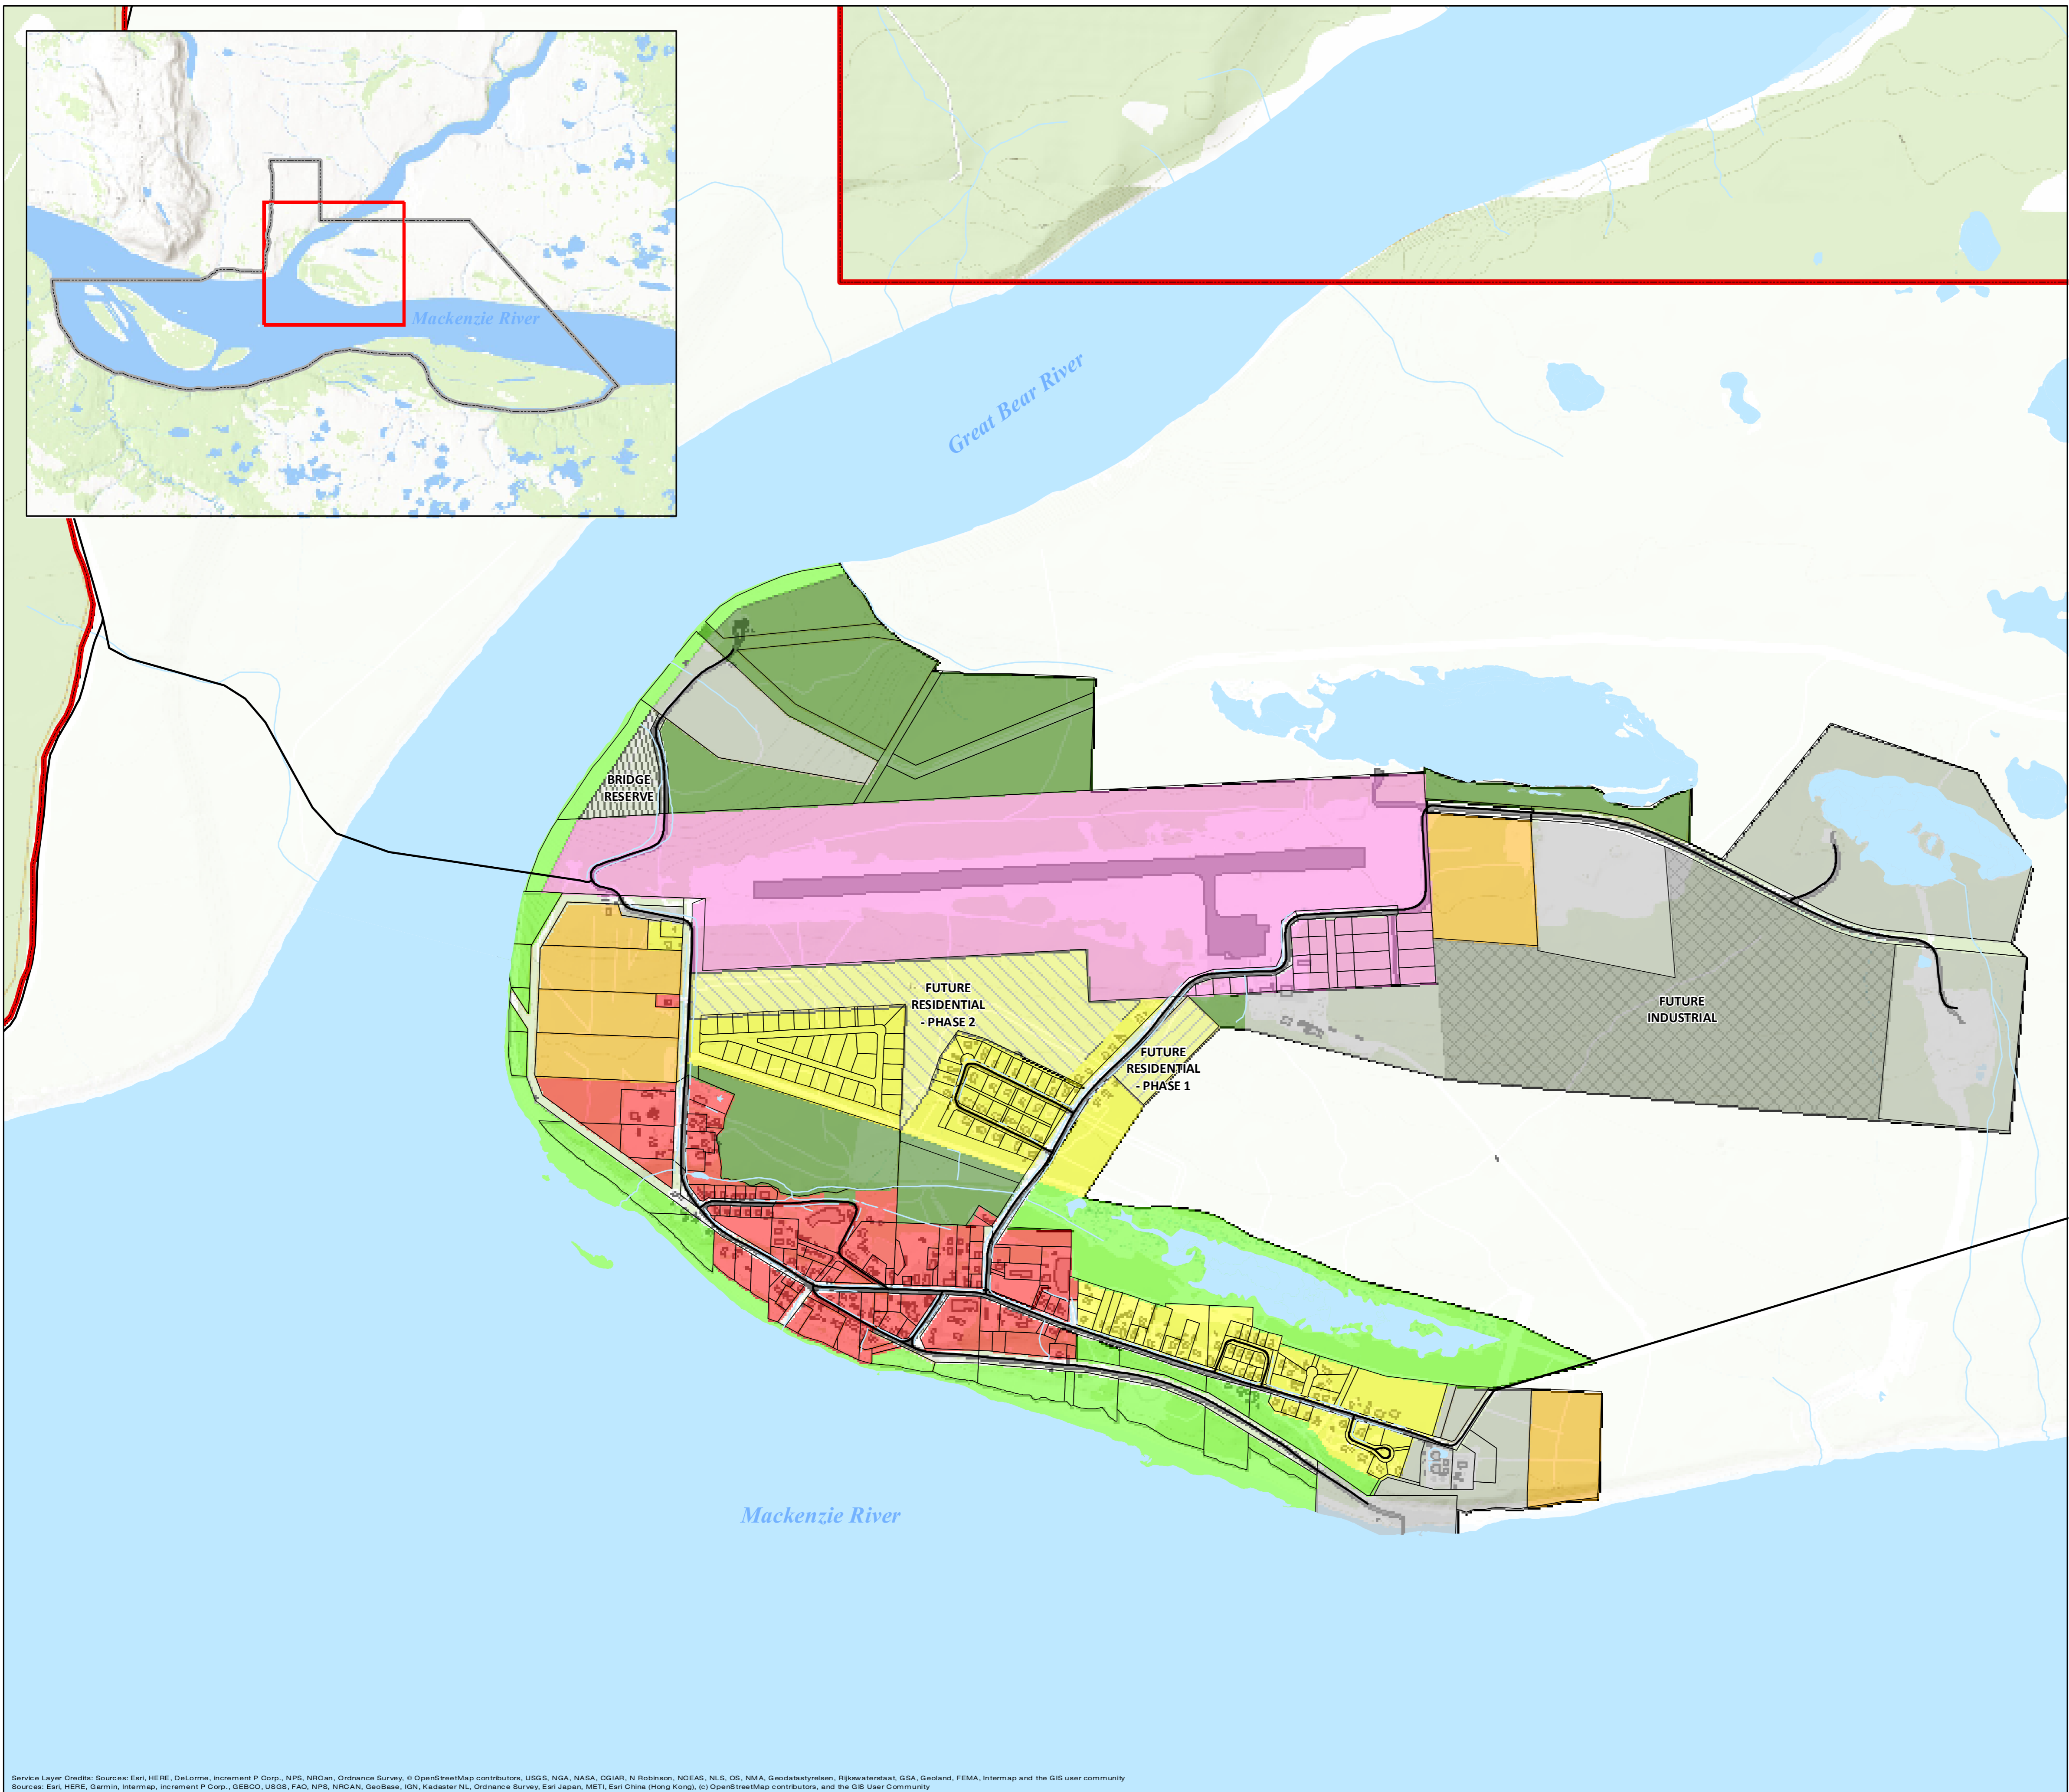 Mackenzie River
Great Bear River
BRIDGE
RESERVE
FUTURE
RESIDENTIAL
- PHASE 2
FUTURE
INDUSTRIAL
FUTURE
RESIDENTIAL
- PHASE 1
Mackenzie River
Service Layer Credits: Sources: Esri, HERE, DeLorme, increment P Corp., NPS, NRCan, Ordnance Survey, © OpenStreetMap contributors, USGS, NGA, NASA, CGIAR, N Robinson, NCEAS, NLS, OS, NMA, Geodatastyrelsen, Rijkswaterstaat, GSA, Geoland, FEMA, Intermap and the GIS user community
Sources: Esri, HERE, Garmin, Intermap, increment P Corp., GEBCO, USGS, FAO, NPS, NRCAN, GeoBase, IGN, Kadaster NL, Ordnance Survey, Esri Japan, METI, Esri China (Hong Kong), (c) OpenStreetMap contributors, and the GIS User Community